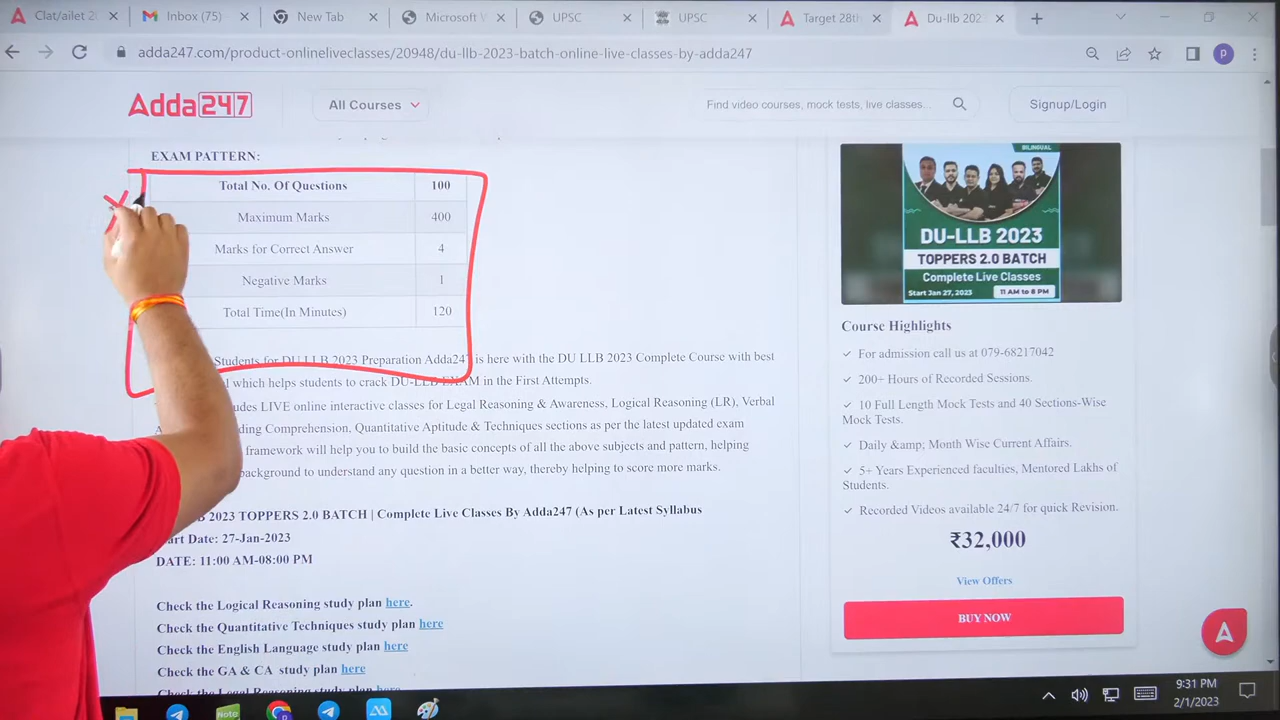 Clat/ailet 2
Inbox (75)
New Tab
Microsoft V
UPSC
UPSC
Target 28th
Du-llb 202
adda247.com/product-onlineliveclasses/20948/du-llb-2023-batch-online-live-classes-by-adda247
P
Adda247
All Courses
Find video courses, mock tests, live classes...
Signup/Login
EXAM PATTERN:
Total No. Of Questions 100
Maximum Marks 400
Marks for Correct Answer 4
Negative Marks 1
Total Time(In Minutes) 120
Students for DU LLB 2023 Preparation Adda247 is here with the DU LLB 2023 Complete Course with best
which helps students to crack DU-LLB EXAM in the First Attempts.
LIVE online interactive classes for Legal Reasoning & Awareness, Logical Reasoning (LR), Verbal
Comprehension, Quantitative Aptitude & Techniques sections as per the latest updated exam
framework will help you to build the basic concepts of all the above subjects and pattern, helping
background to understand any question in a better way, thereby helping to score more marks.
2023 TOPPERS 2.0 BATCH | Complete Live Classes By Adda247 (As per Latest Syllabus
Date: 27-Jan-2023
DATE: 11:00 AM-08:00 PM
Check the Logical Reasoning study plan here.
Check the Quantitative Techniques study plan here
Check the English Language study plan here
Check the GA & CA study plan here
Check the Legal Reasoning study plan here
BILINGUAL
DU-LLB 2023
TOPPERS 2.0 BATCH
Complete Live Classes
Start Jan 27, 2023 11 AM to 8 PM
Course Highlights
For admission call us at 079-68217042
200+ Hours of Recorded Sessions.
10 Full Length Mock Tests and 40 Sections-Wise
Mock Tests.
Daily &amp; Month Wise Current Affairs.
5+ Years Experienced faculties, Mentored Lakhs of
Students.
Recorded Videos available 24/7 for quick Revision.
₹32,000
View Offers
BUY NOW
Note
9:31 PM
2/1/2023